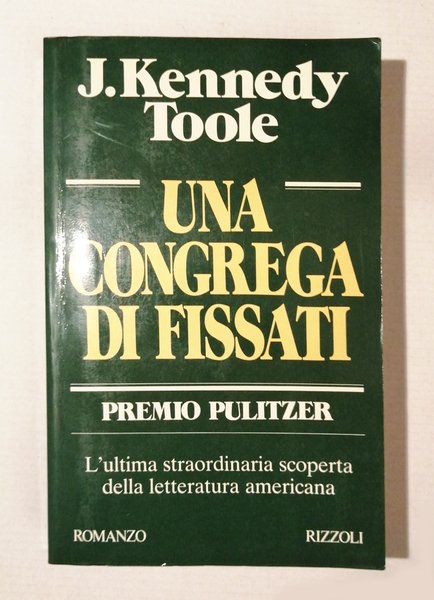 J. Kennedy
Toole
UNA
CONGREGA
DI FISSATI
PREMIO PULITZER
L'ultima straordinaria scoperta
della letteratura americana
ROMANZO RIZZOLI